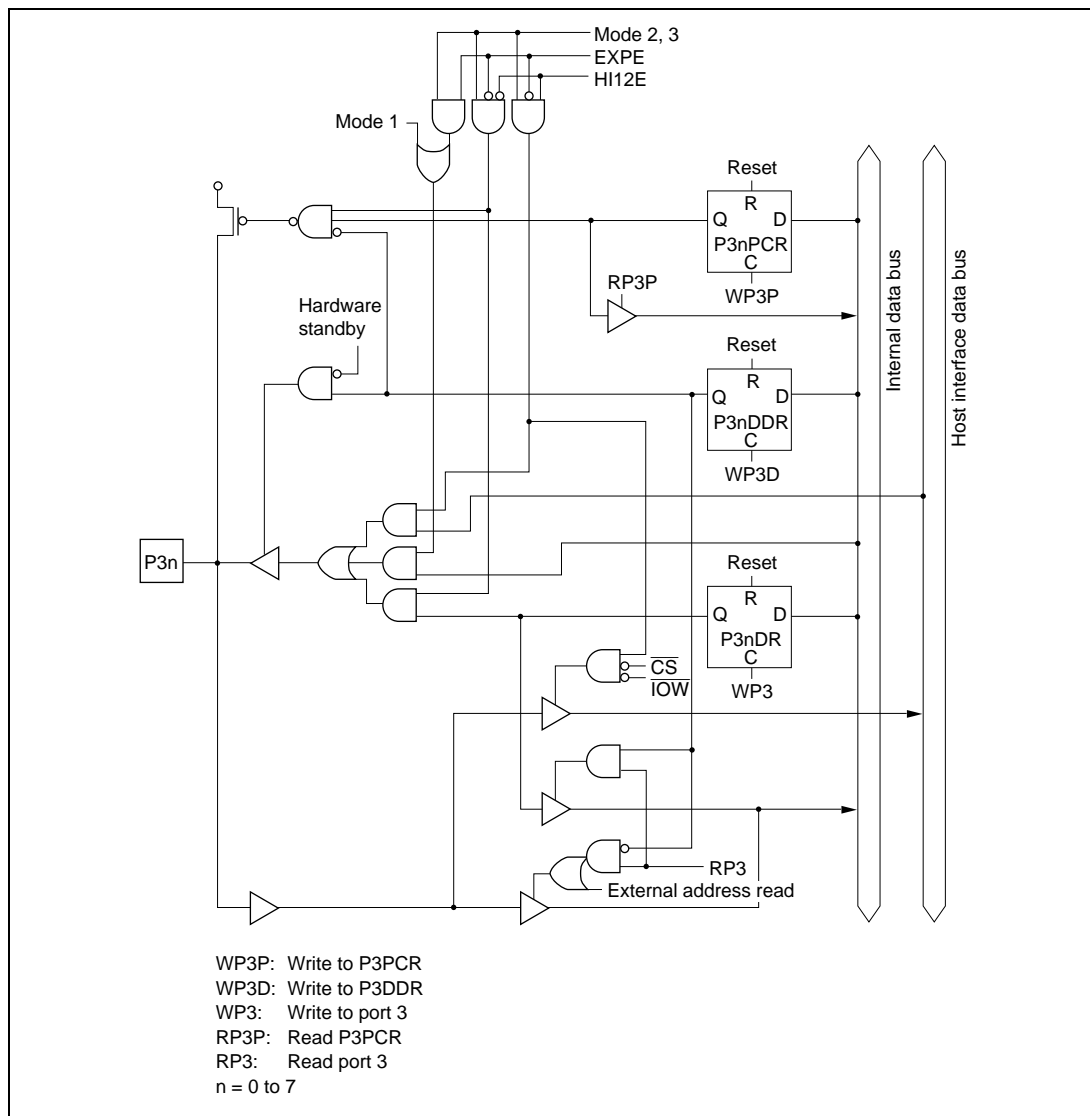 Mode 2, 3
EXPE
HI12E
Mode 1
Reset
R
Q D
P3nPCR
C
WP3P
RP3P
Hardware
standby
Reset
R
Q D
P3nDDR
C
WP3D
Internal data bus
Host interface data bus
P3n
Reset
R
Q D
P3nDR
C
WP3
CS
IOW
RP3
External address read
WP3P: Write to P3PCR
WP3D: Write to P3DDR
WP3: Write to port 3
RP3P: Read P3PCR
RP3: Read port 3
n = 0 to 7